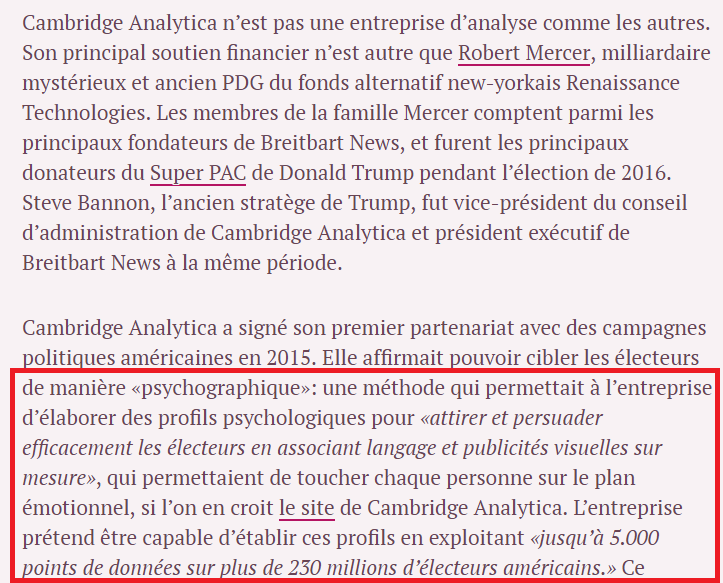 Cambridge Analytica n’est pas une entreprise d’analyse comme les autres.
Son principal soutien financier n’est autre que Robert Mercer, milliardaire
mystérieux et ancien PDG du fonds alternatif new-yorkais Renaissance
Technologies. Les membres de la famille Mercer comptent parmi les
principaux fondateurs de Breitbart News, et furent les principaux
donateurs du Super PAC de Donald Trump pendant l’élection de 2016.
Steve Bannon, l’ancien stratège de Trump, fut vice-président du conseil
d’administration de Cambridge Analytica et président exécutif de
Breitbart News à la même période.
Cambridge Analytica a signé son premier partenariat avec des campagnes
politiques américaines en 2015. Elle affirmait pouvoir cibler les électeurs
de manière «psychographique»: une méthode qui permettait à l’entreprise
d’élaborer des profils psychologiques pour «attirer et persuader
efficacement les électeurs en associant langage et publicités visuelles sur
mesure», qui permettaient de toucher chaque personne sur le plan
émotionnel, si l’on en croit le site de Cambridge Analytica. L’entreprise
prétend être capable d’établir ces profils en exploitant «jusqu’à 5.000
points de données sur plus de 230 millions d’électeurs américains.» Ce